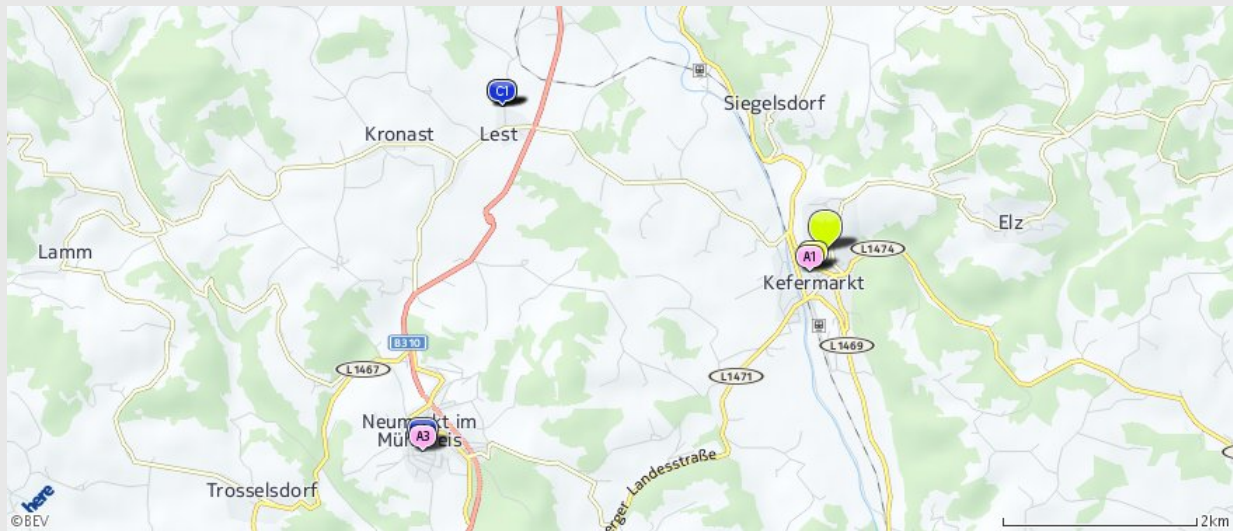 C1
Siegelsdorf
Kronast
Lest
Elz
Lamm
L1474
A1
Kefermarkt
B310
L1469
L1467
L1471
Neumarkt im
A3
Trosselsdorf
Landesstraße
here
©BEV
2km